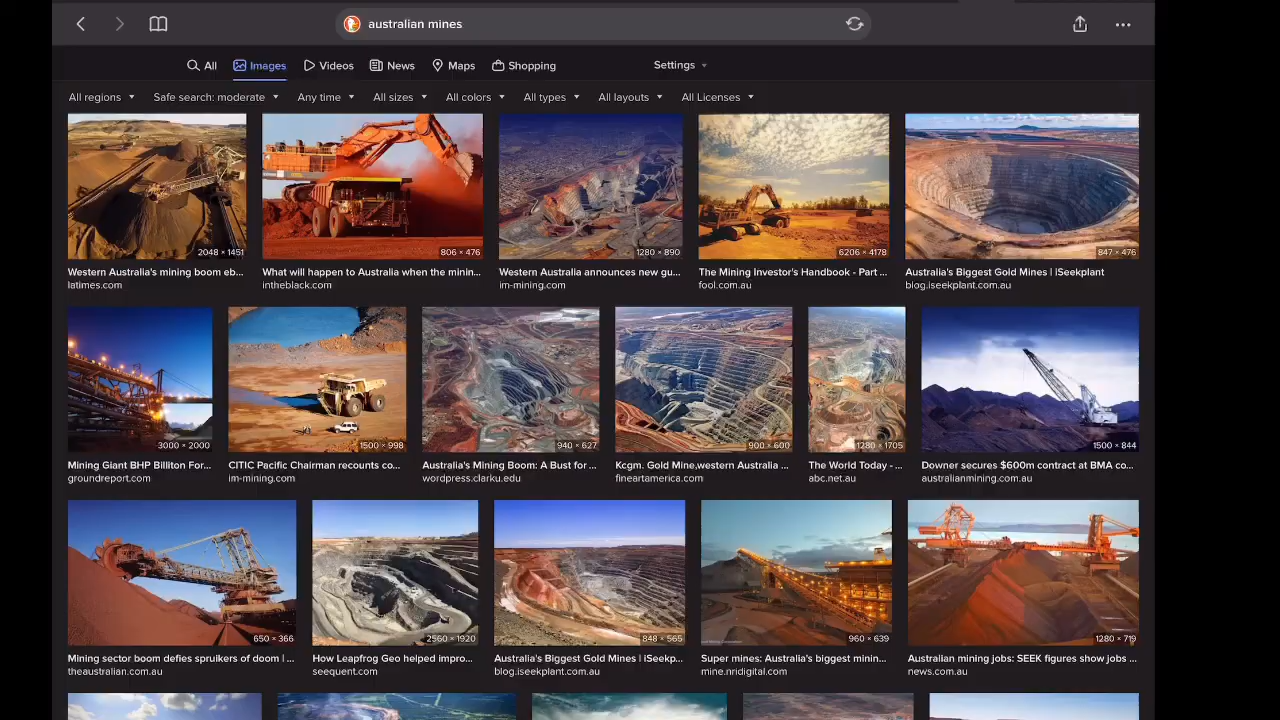 australian mines
All Images Videos News Maps Shopping Settings
All regions Safe search: moderate Any time All sizes All colors All types All layouts All Licenses
2048 × 1451 806 × 476 1280 × 890 6206 × 4178 847 × 476
Western Australia's mining boom eb... What will happen to Australia when the minin... Western Australia announces new gu... The Mining Investor's Handbook - Part ... Australia's Biggest Gold Mines | iSeekplant
latimes.com intheblack.com im-mining.com fool.com.au blog.iseekplant.com.au
3000 × 2000 1500 × 998 940 × 627 900 × 600 1280 × 1705 1500 × 844
Mining Giant BHP Billiton For... CITIC Pacific Chairman recounts co... Australia's Mining Boom: A Bust for ... Kcgm. Gold Mine,western Australia ... The World Today - ... Downer secures $600m contract at BMA co...
groundreport.com im-mining.com wordpress.clarku.edu fineartamerica.com abc.net.au australianmining.com.au
650 × 366 2560 × 1920 848 × 565 960 × 639 1280 × 719
Mining sector boom defies spruikers of doom | ... How Leapfrog Geo helped impro... Australia's Biggest Gold Mines | iSeekp... Super mines: Australia's biggest minin... Australian mining jobs: SEEK figures show jobs ...
theaustralian.com.au seequent.com blog.iseekplant.com.au mine.nridigital.com news.com.au